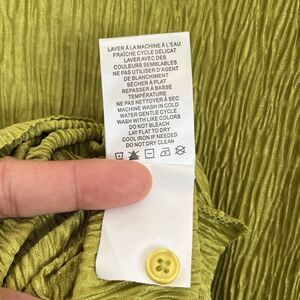 LAVER À LA MACHINE À L'EAU
FRAÎCHE CYCLE DÉLICAT
LAVER AVEC DES
COULEURS SEMBLABLES
NE PAS UTILISER D'AGENT
DE BLANCHIMENT
SÉCHER À PLAT
REPASSER À BASSE
TEMPÉRATURE
NE PAS NETTOYER À SEC
MACHINE WASH IN COLD
WATER GENTLE CYCLE
WASH WITH LIKE COLORS
DO NOT BLEACH
LAY FLAT TO DRY
COOL IRON IF NEEDED
DO NOT DRY CLEAN